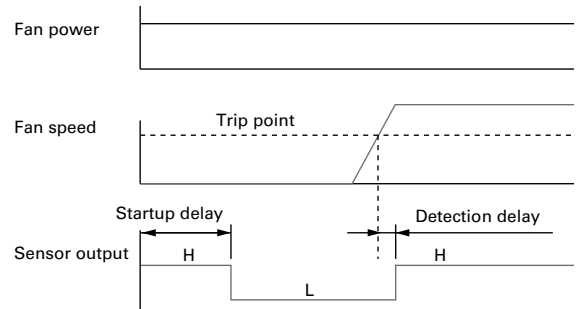 Fan power
Fan speed
Trip point
Startup delay
Detection delay
Sensor output
H
H
L